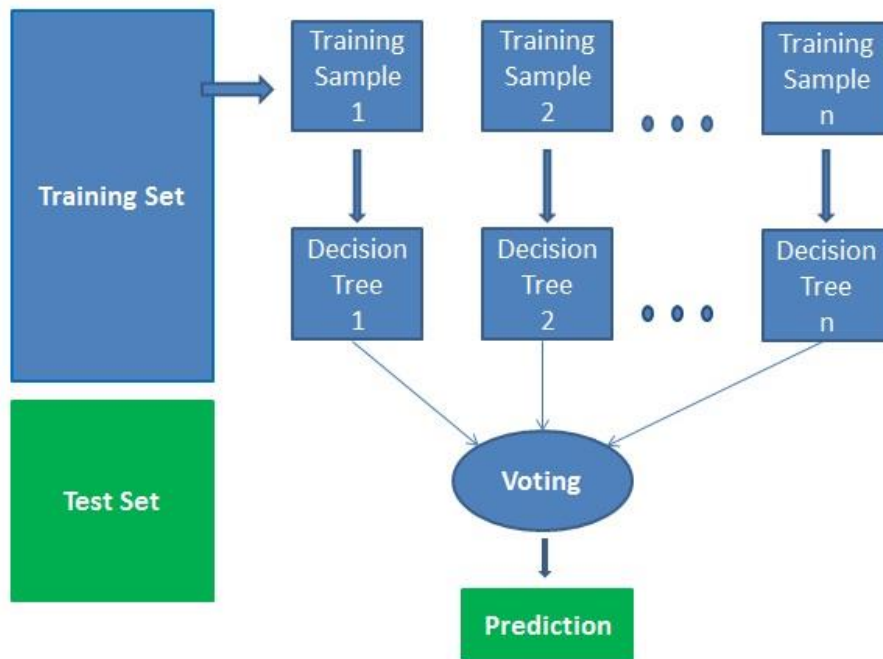 Training Set
Training
Sample
1
Training
Sample
2
Training
Sample
n
Decision
Tree
1
Decision
Tree
2
Decision
Tree
n
Test Set
Voting
Prediction